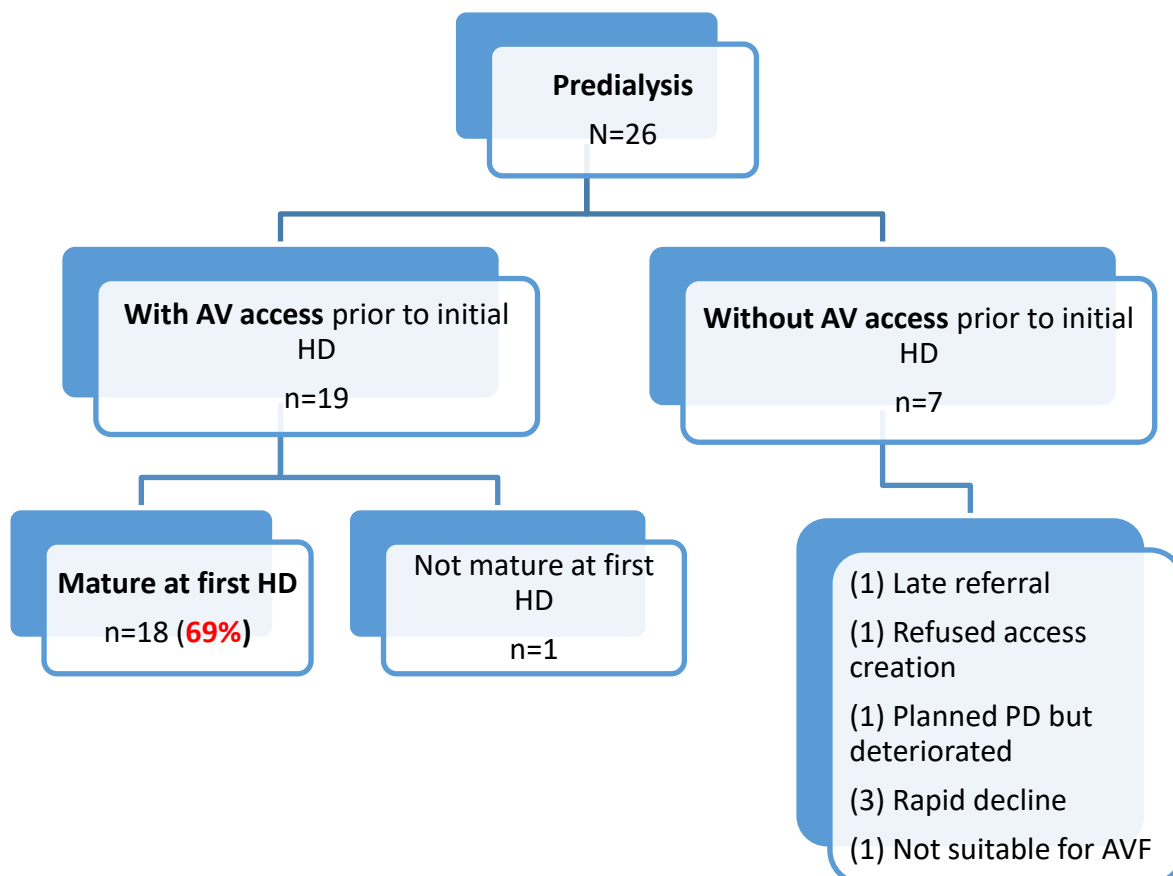 Predialysis
N=26
With AV access prior to initial
HD
n=19
Without AV access prior to initial
HD
n=7
Mature at first HD
n=18 (69%)
Not mature at first
HD
n=1
(1) Late referral
(1) Refused access
creation
(1) Planned PD but
deteriorated
(3) Rapid decline
(1) Not suitable for AVF